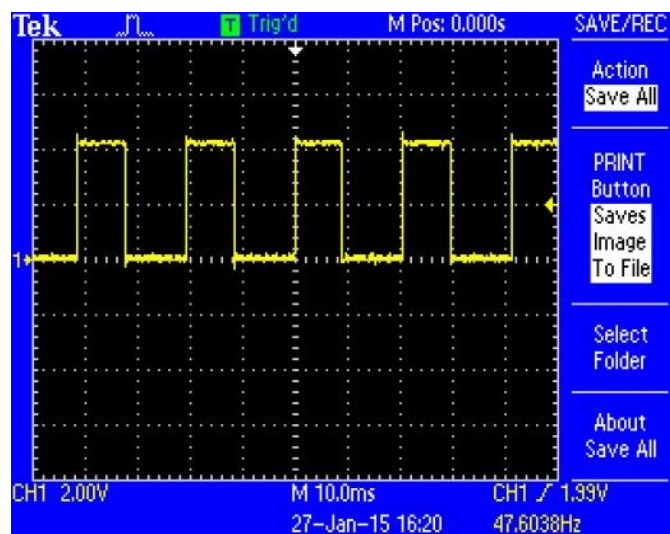 Tek
T Trig'd
M Pos: 0.000s
SAVE/REC
Action
Save All
PRINT
Button
Saves
Image
To File
Select
Folder
About
Save All
1
CH1 2.00V
M 10.0ms
CH1 / 1.99V
27-Jan-15 16:20
47.6038Hz